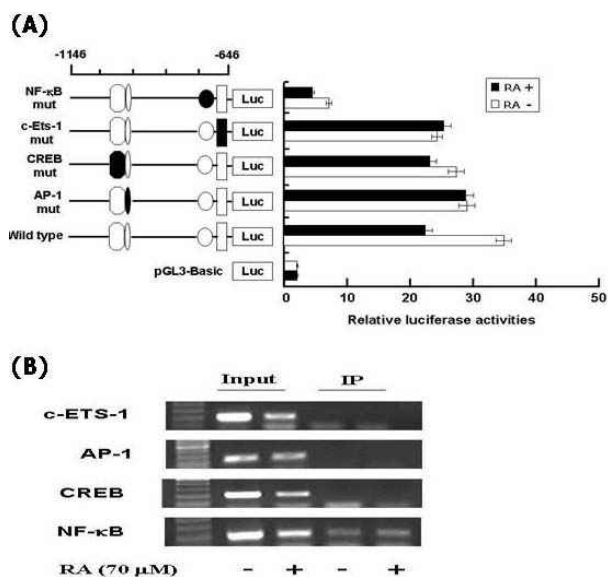 (A)
-1146
-646
NF-κB
mut
Luc
c-Ets-1
mut
Luc
CREB
mut
Luc
AP-1
mut
Luc
Wild type
Luc
pGL3-Basic
Luc
RA +
RA -
0
10
20
30
40
50
Relative luciferase activities
(B)
Input
IP
c-ETS-1
AP-1
CREB
NF-κB
RA (70 μM)
-
+
-
+